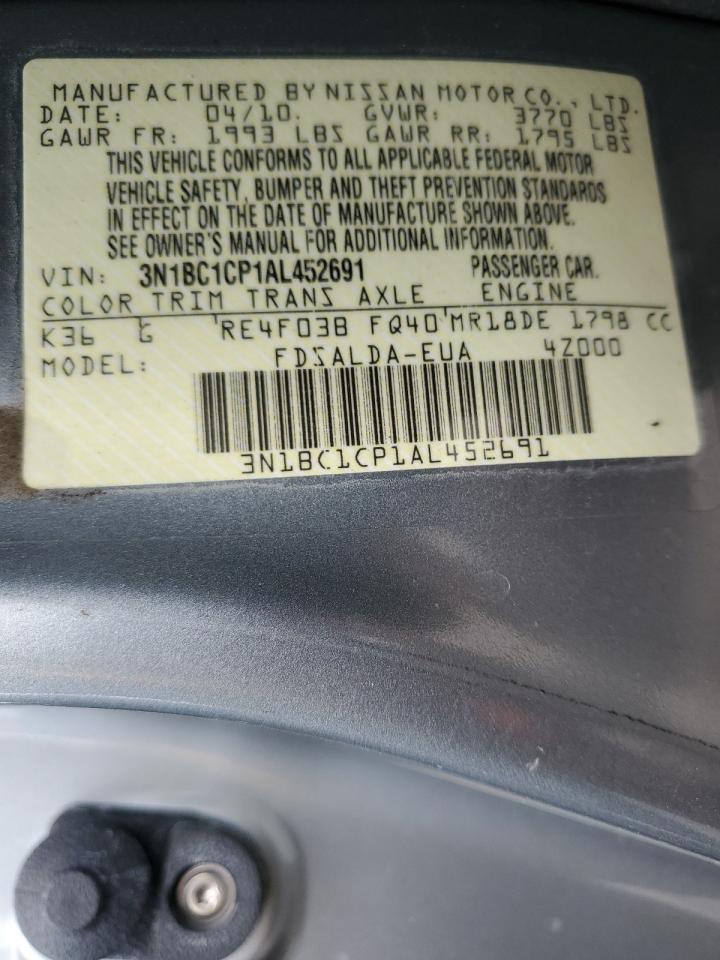 MANUFACTURED BY NISSAN MOTOR CO., LTD.
DATE: 04/10. GVWR: 3770 LBS
GAWR FR: 1993 LBS GAWR RR: 1795 LBS
THIS VEHICLE CONFORMS TO ALL APPLICABLE FEDERAL MOTOR
VEHICLE SAFETY, BUMPER AND THEFT PREVENTION STANDARDS
IN EFFECT ON THE DATE OF MANUFACTURE SHOWN ABOVE.
SEE OWNER'S MANUAL FOR ADDITIONAL INFORMATION.
VIN: 3N1BC1CP1AL452691 PASSENGER CAR.
COLOR TRIM TRANS AXLE ENGINE
K36 G RE4F03B FQ40 MR18DE 1798 CC
MODEL: FDSALDA-EUA 4Z000
3N1BC1CP1AL452691